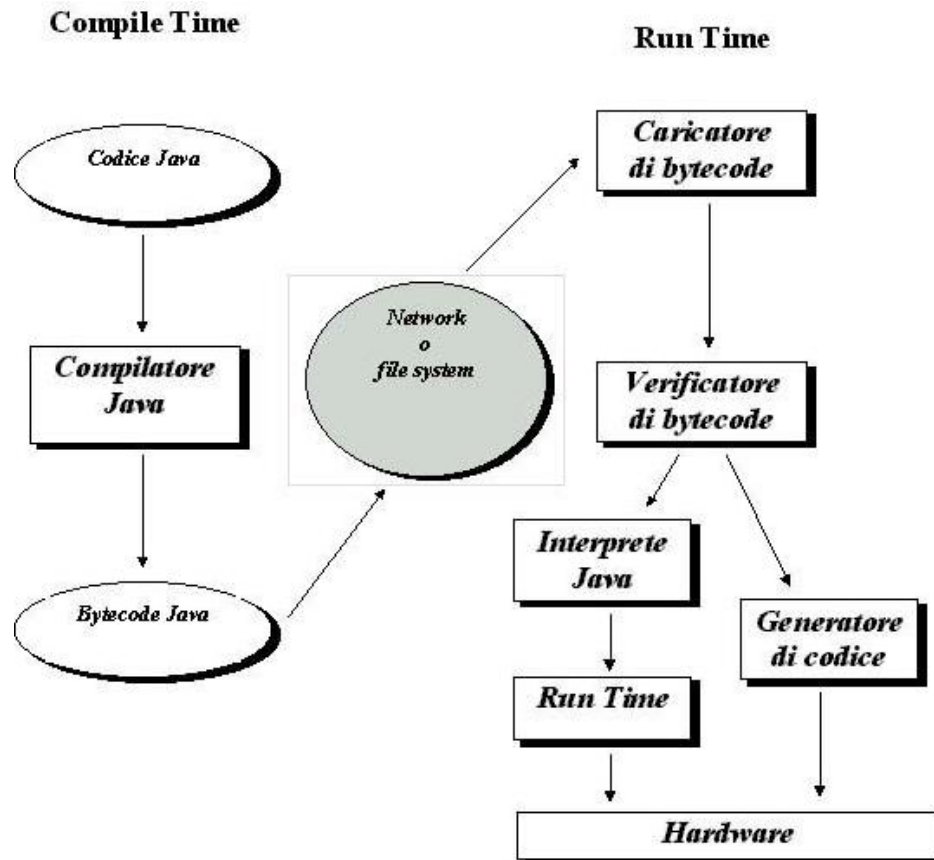 Compile Time
Run Time
Codice Java
Caricatore
di bytecode
Network
o
file system
Compilatore
Java
Verificatore
di bytecode
Interprete
Java
Bytecode Java
Generatore
di codice
Run Time
Hardware